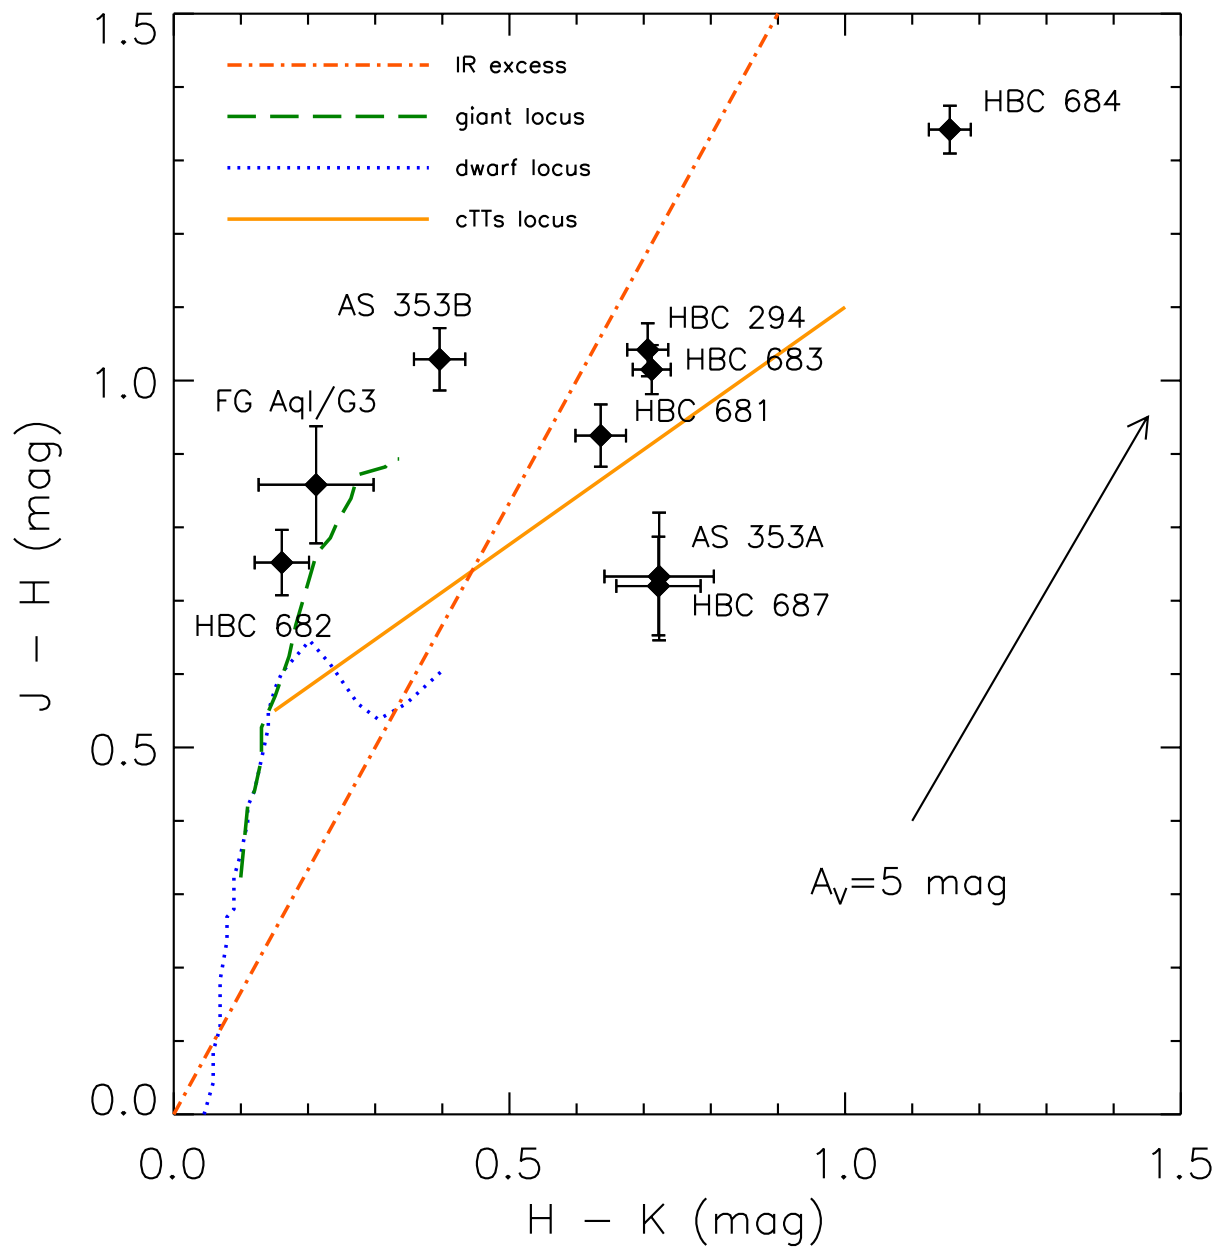 1.5
IR excess
HBC 684
giant locus
dwarf locus
cTTs locus
AS 353B
HBC 294
HBC 683
1.0
FG Aql/G3
HBC 681
J - H (mag)
AS 353A
HBC 687
HBC 682
0.5
Av=5 mag
0.0
0.0 0.5 1.0 1.5
H - K (mag)